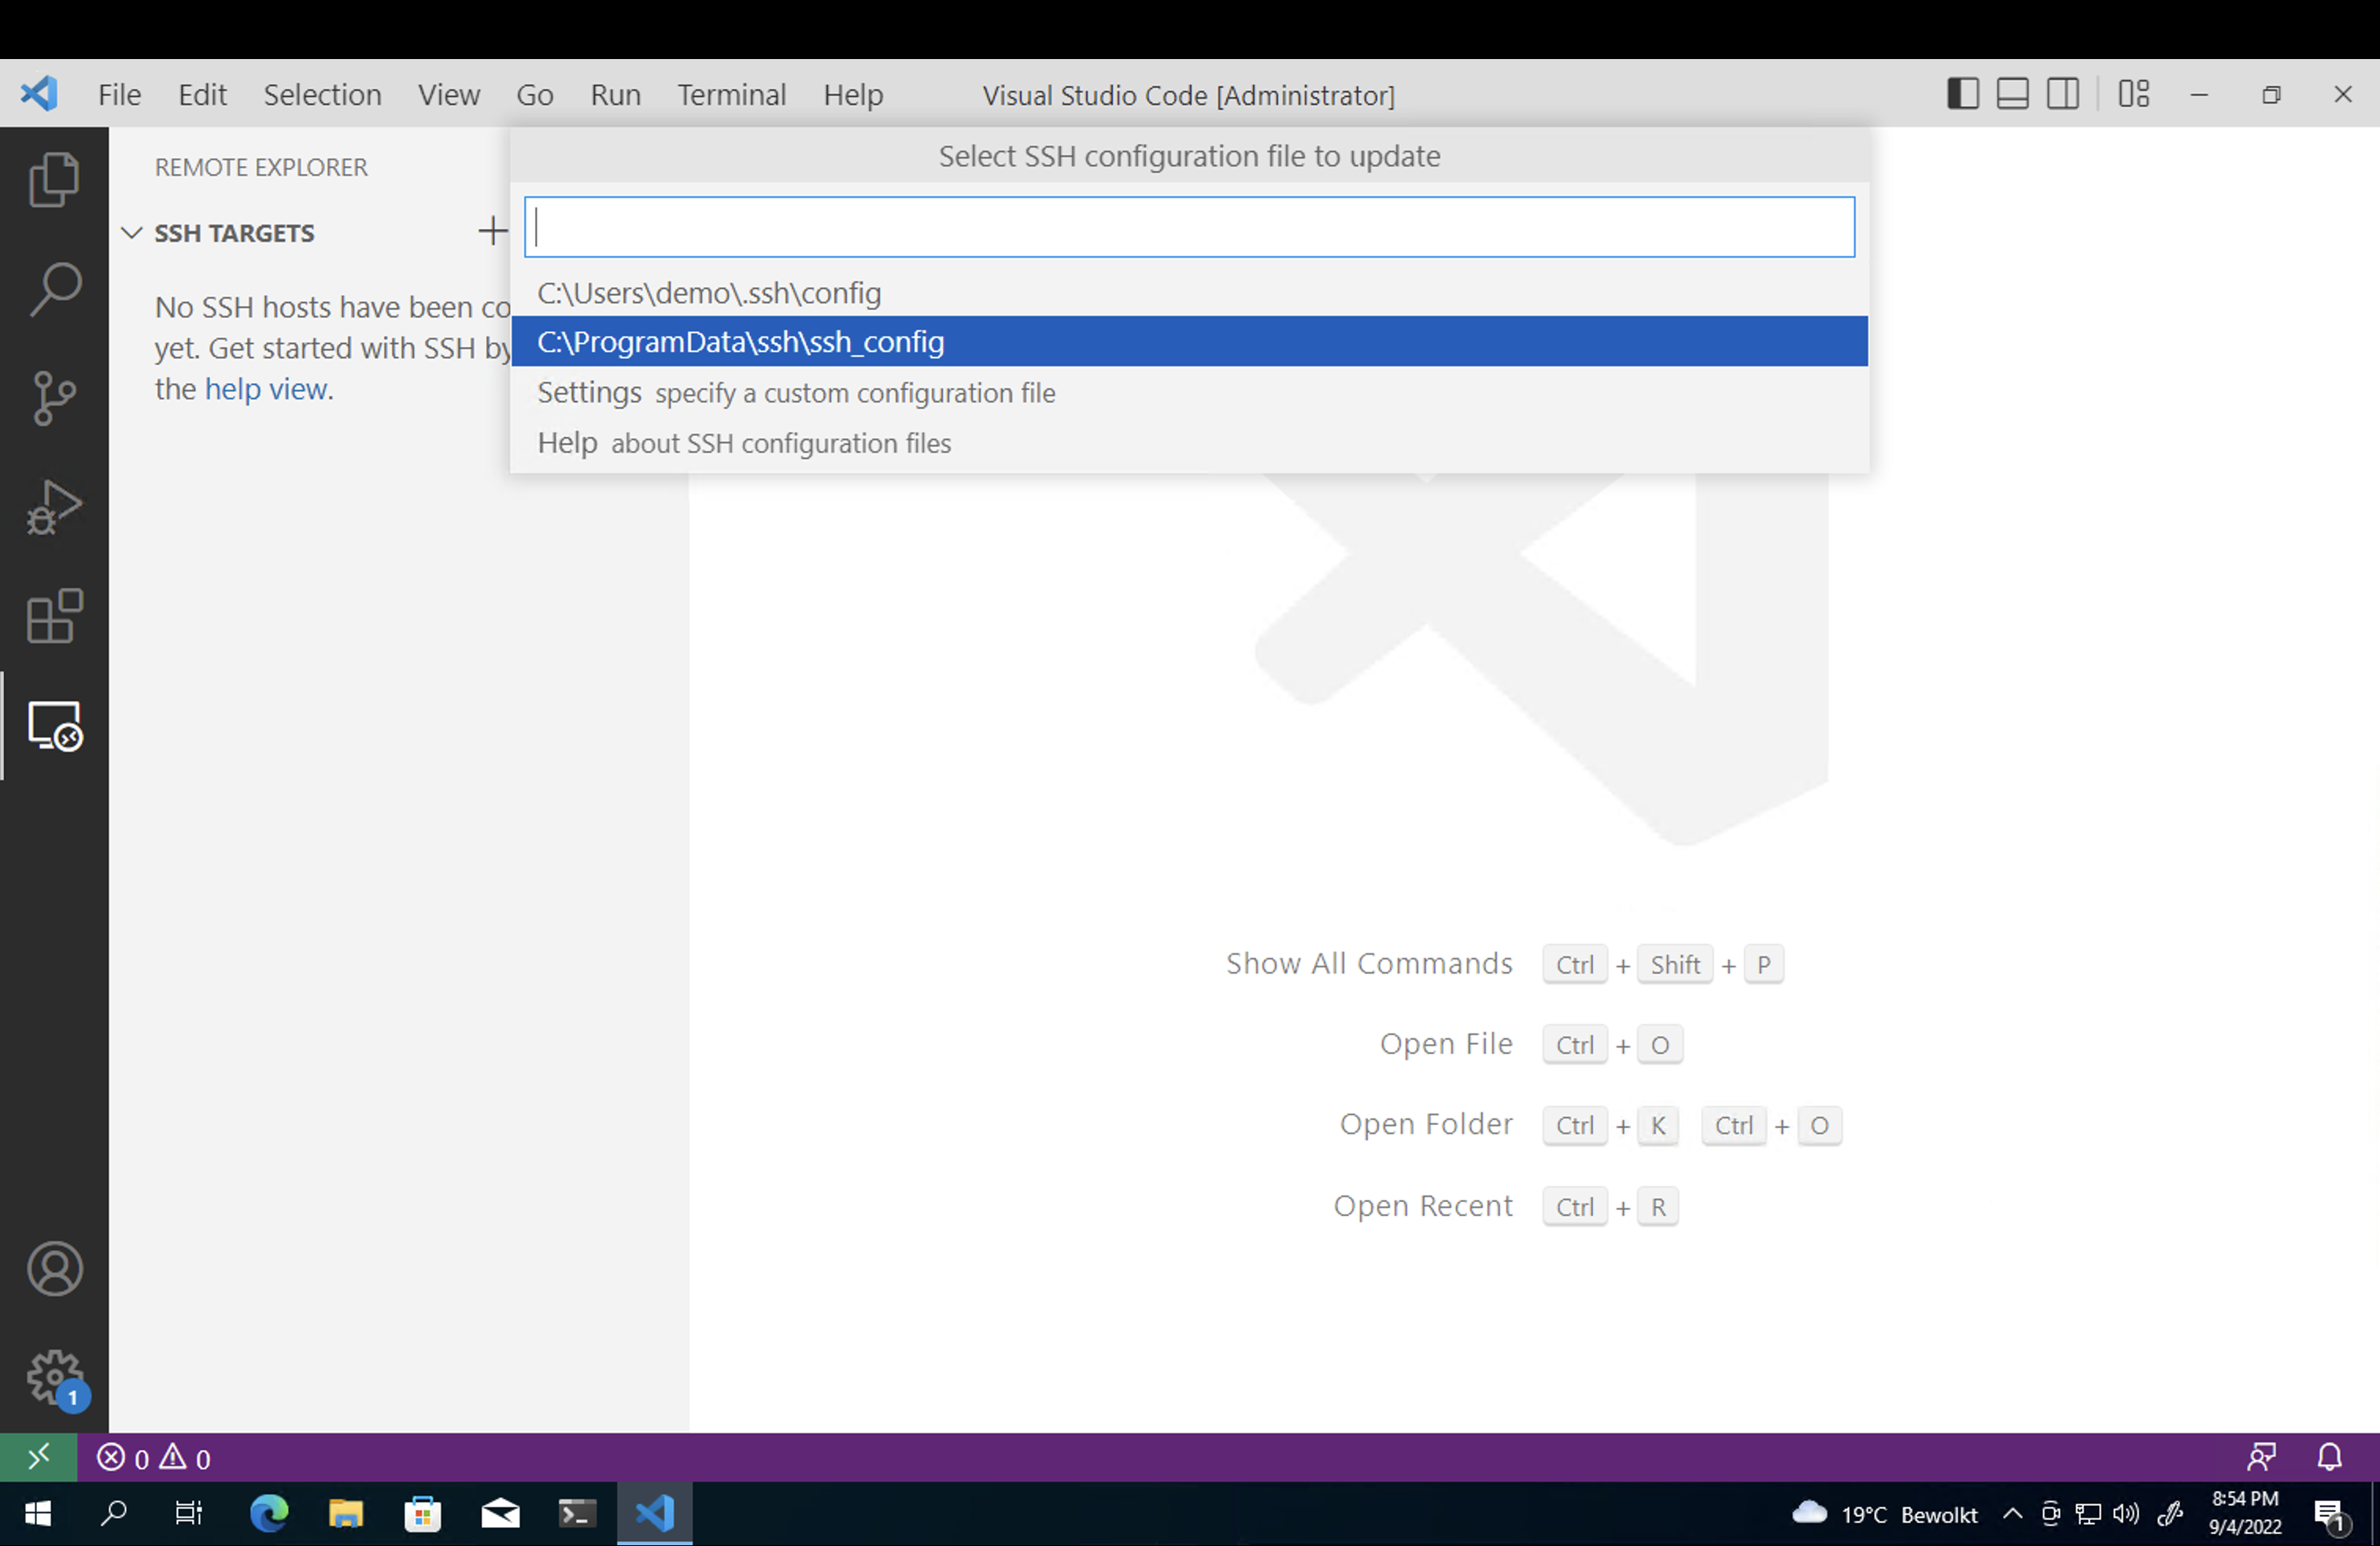 File Edit Selection View Go Run Terminal Help Visual Studio Code [Administrator]
Select SSH configuration file to update
REMOTE EXPLORER
SSH TARGETS
No SSH hosts have been co
yet. Get started with SSH by
the help view.
C:\Users\demo\.ssh\config
C:\ProgramData\ssh\ssh_config
Settings specify a custom configuration file
Help about SSH configuration files
Show All Commands Ctrl + Shift + P
Open File Ctrl + O
Open Folder Ctrl + K Ctrl + O
Open Recent Ctrl + R
1
0 0
19°C Bewolkt
8:54 PM
9/4/2022
1